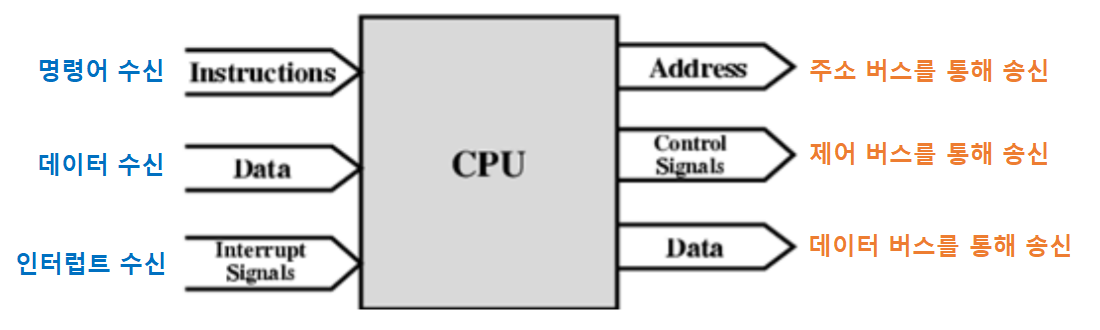 명령어 수신
Instructions
Address
주소 버스를 통해 송신
데이터 수신
Data
CPU
Control
Signals
제어 버스를 통해 송신
인터럽트 수신
Interrupt
Signals
Data
데이터 버스를 통해 송신